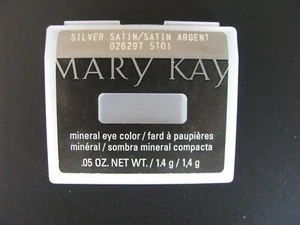 SILVER SATIN/SATIN ARGENT
026297 5T01
MARY KAY
mineral eye color / fard à paupières
minéral / sombra mineral compacta
.05 OZ. NET WT. / 1.4 g / 1,4 g